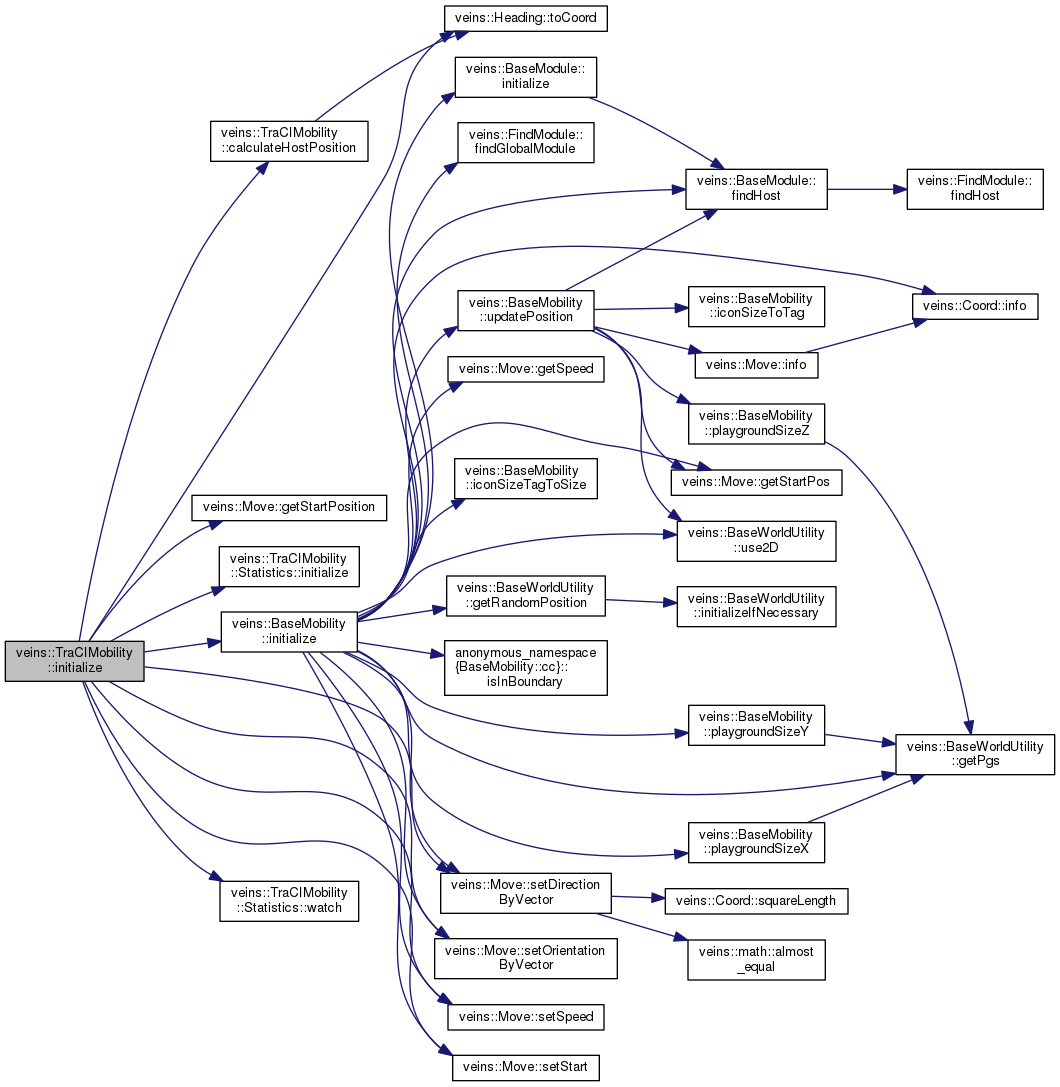 veins::Heading::toCoord
veins::BaseModule::
initialize
veins::TraCIMobility
::calculateHostPosition
veins::FindModule::
findGlobalModule
veins::BaseModule::
findHost
veins::FindModule::
findHost
veins::BaseMobility
::updatePosition
veins::BaseMobility
::iconSizeToTag
veins::Coord::info
veins::Move::getSpeed
veins::Move::info
veins::BaseMobility
::playgroundSizeZ
veins::BaseMobility
::iconSizeTagToSize
veins::Move::getStartPos
veins::Move::getStartPosition
veins::BaseWorldUtility
::use2D
veins::TraCIMobility
::Statistics::initialize
veins::BaseWorldUtility
::getRandomPosition
veins::BaseWorldUtility
::initializeIfNecessary
veins::BaseMobility
::initialize
veins::TraCIMobility
::initialize
anonymous_namespace
{BaseMobility::cc}::
isInBoundary
veins::BaseMobility
::playgroundSizeY
veins::BaseWorldUtility
::getPgs
veins::BaseMobility
::playgroundSizeX
veins::Move::setDirection
ByVector
veins::Coord::squareLength
veins::TraCIMobility
::Statistics::watch
veins::Move::setOrientation
ByVector
veins::math::almost
_equal
veins::Move::setSpeed
veins::Move::setStart